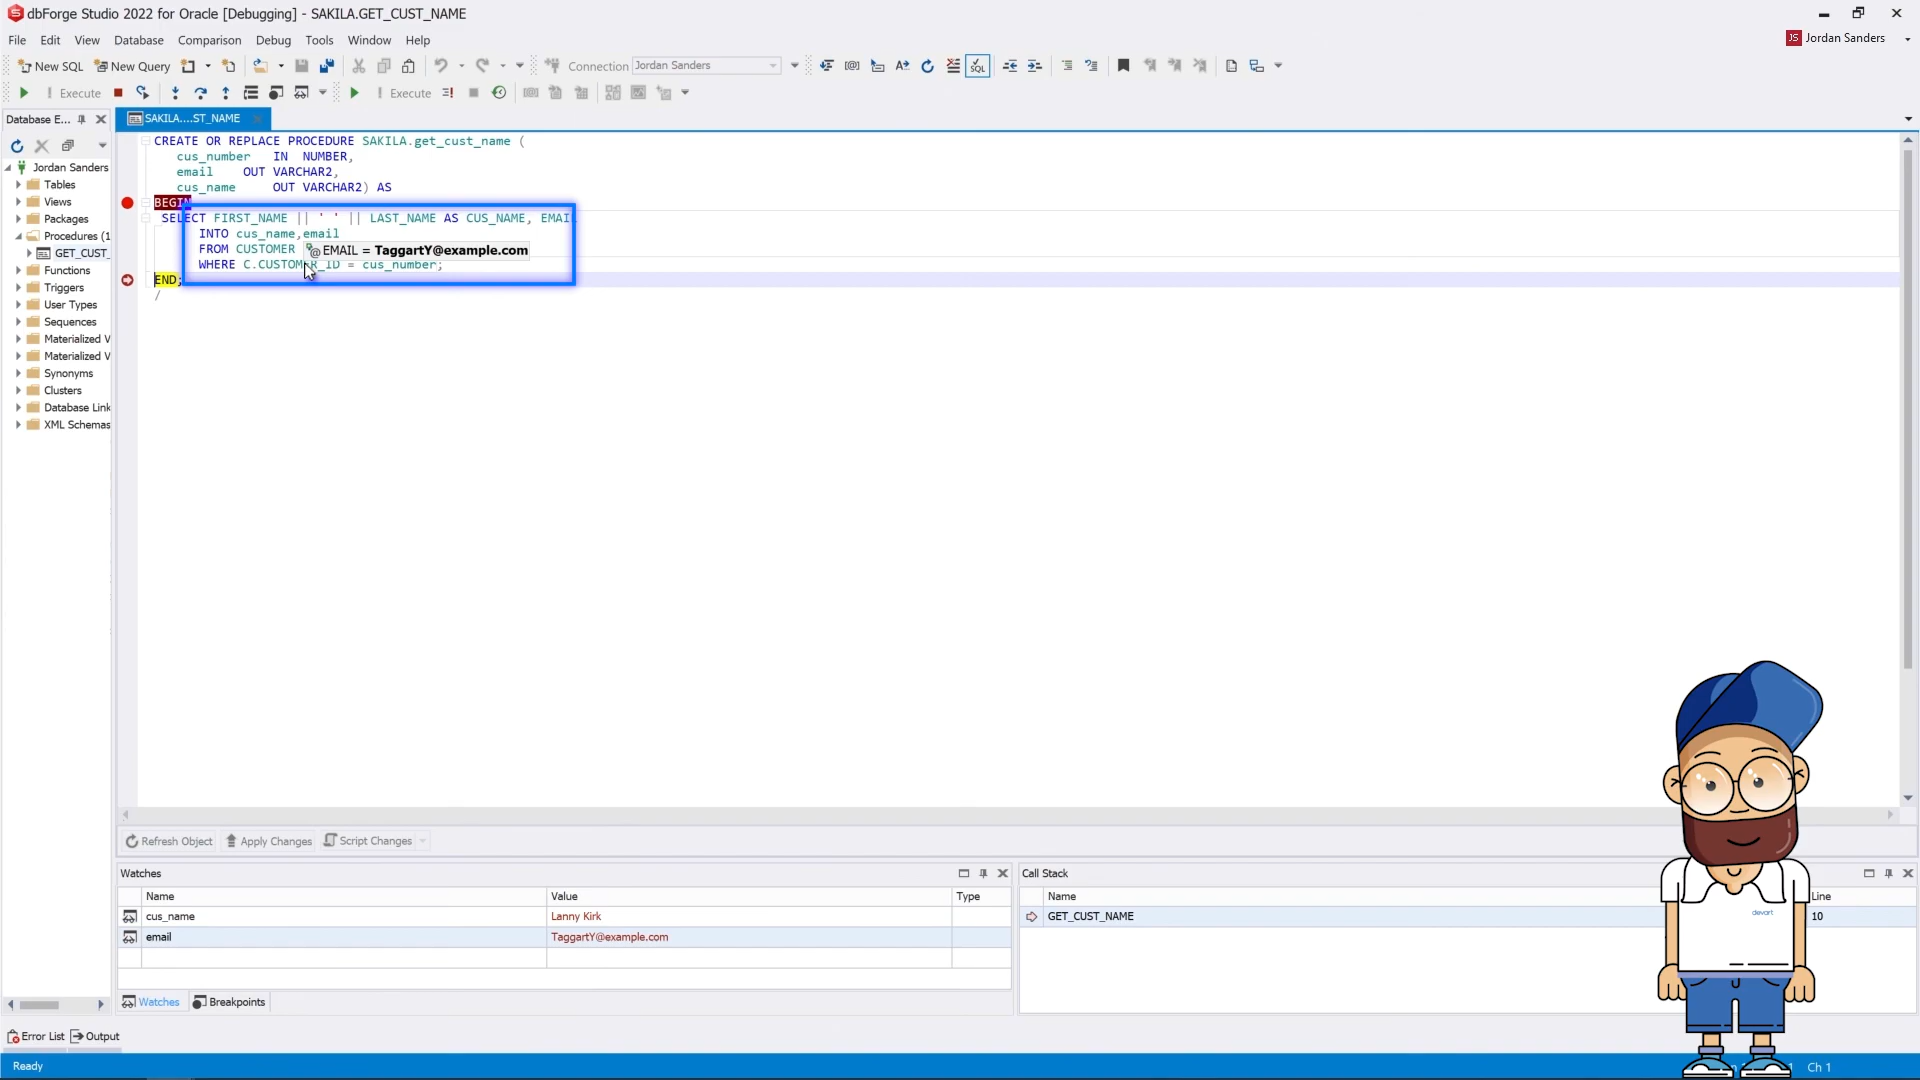 dbForge Studio 2022 for Oracle [Debugging] - SAKILA.GET_CUST_NAME
File Edit View Database Comparison Debug Tools Window Help
JS Jordan Sanders
New SQL New Query Connection Jordan Sanders
Execute Execute
Database E...
SAKILA....ST_NAME
Jordan Sanders
Tables
Views
Packages
Procedures (1
GET_CUST_
Functions
Triggers
User Types
Sequences
Materialized V
Materialized V
Synonyms
Clusters
Database Link
XML Schemas
CREATE OR REPLACE PROCEDURE SAKILA.get_cust_name (
cus_number IN NUMBER,
email OUT VARCHAR2,
cus_name OUT VARCHAR2) AS
BEGIN
SELECT FIRST_NAME || ' ' || LAST_NAME AS CUS_NAME, EMAIL
INTO cus_name,email
FROM CUSTOMER
EMAIL = TaggartY@example.com
WHERE C.CUSTOMER_ID = cus_number;
END;
/
Refresh Object Apply Changes Script Changes
Watches
Name Value Type
cus_name Lanny Kirk
email TaggartY@example.com
Watches Breakpoints
Call Stack
Name Line
GET_CUST_NAME 10
devart
Error List Output
Ready
Ch 1